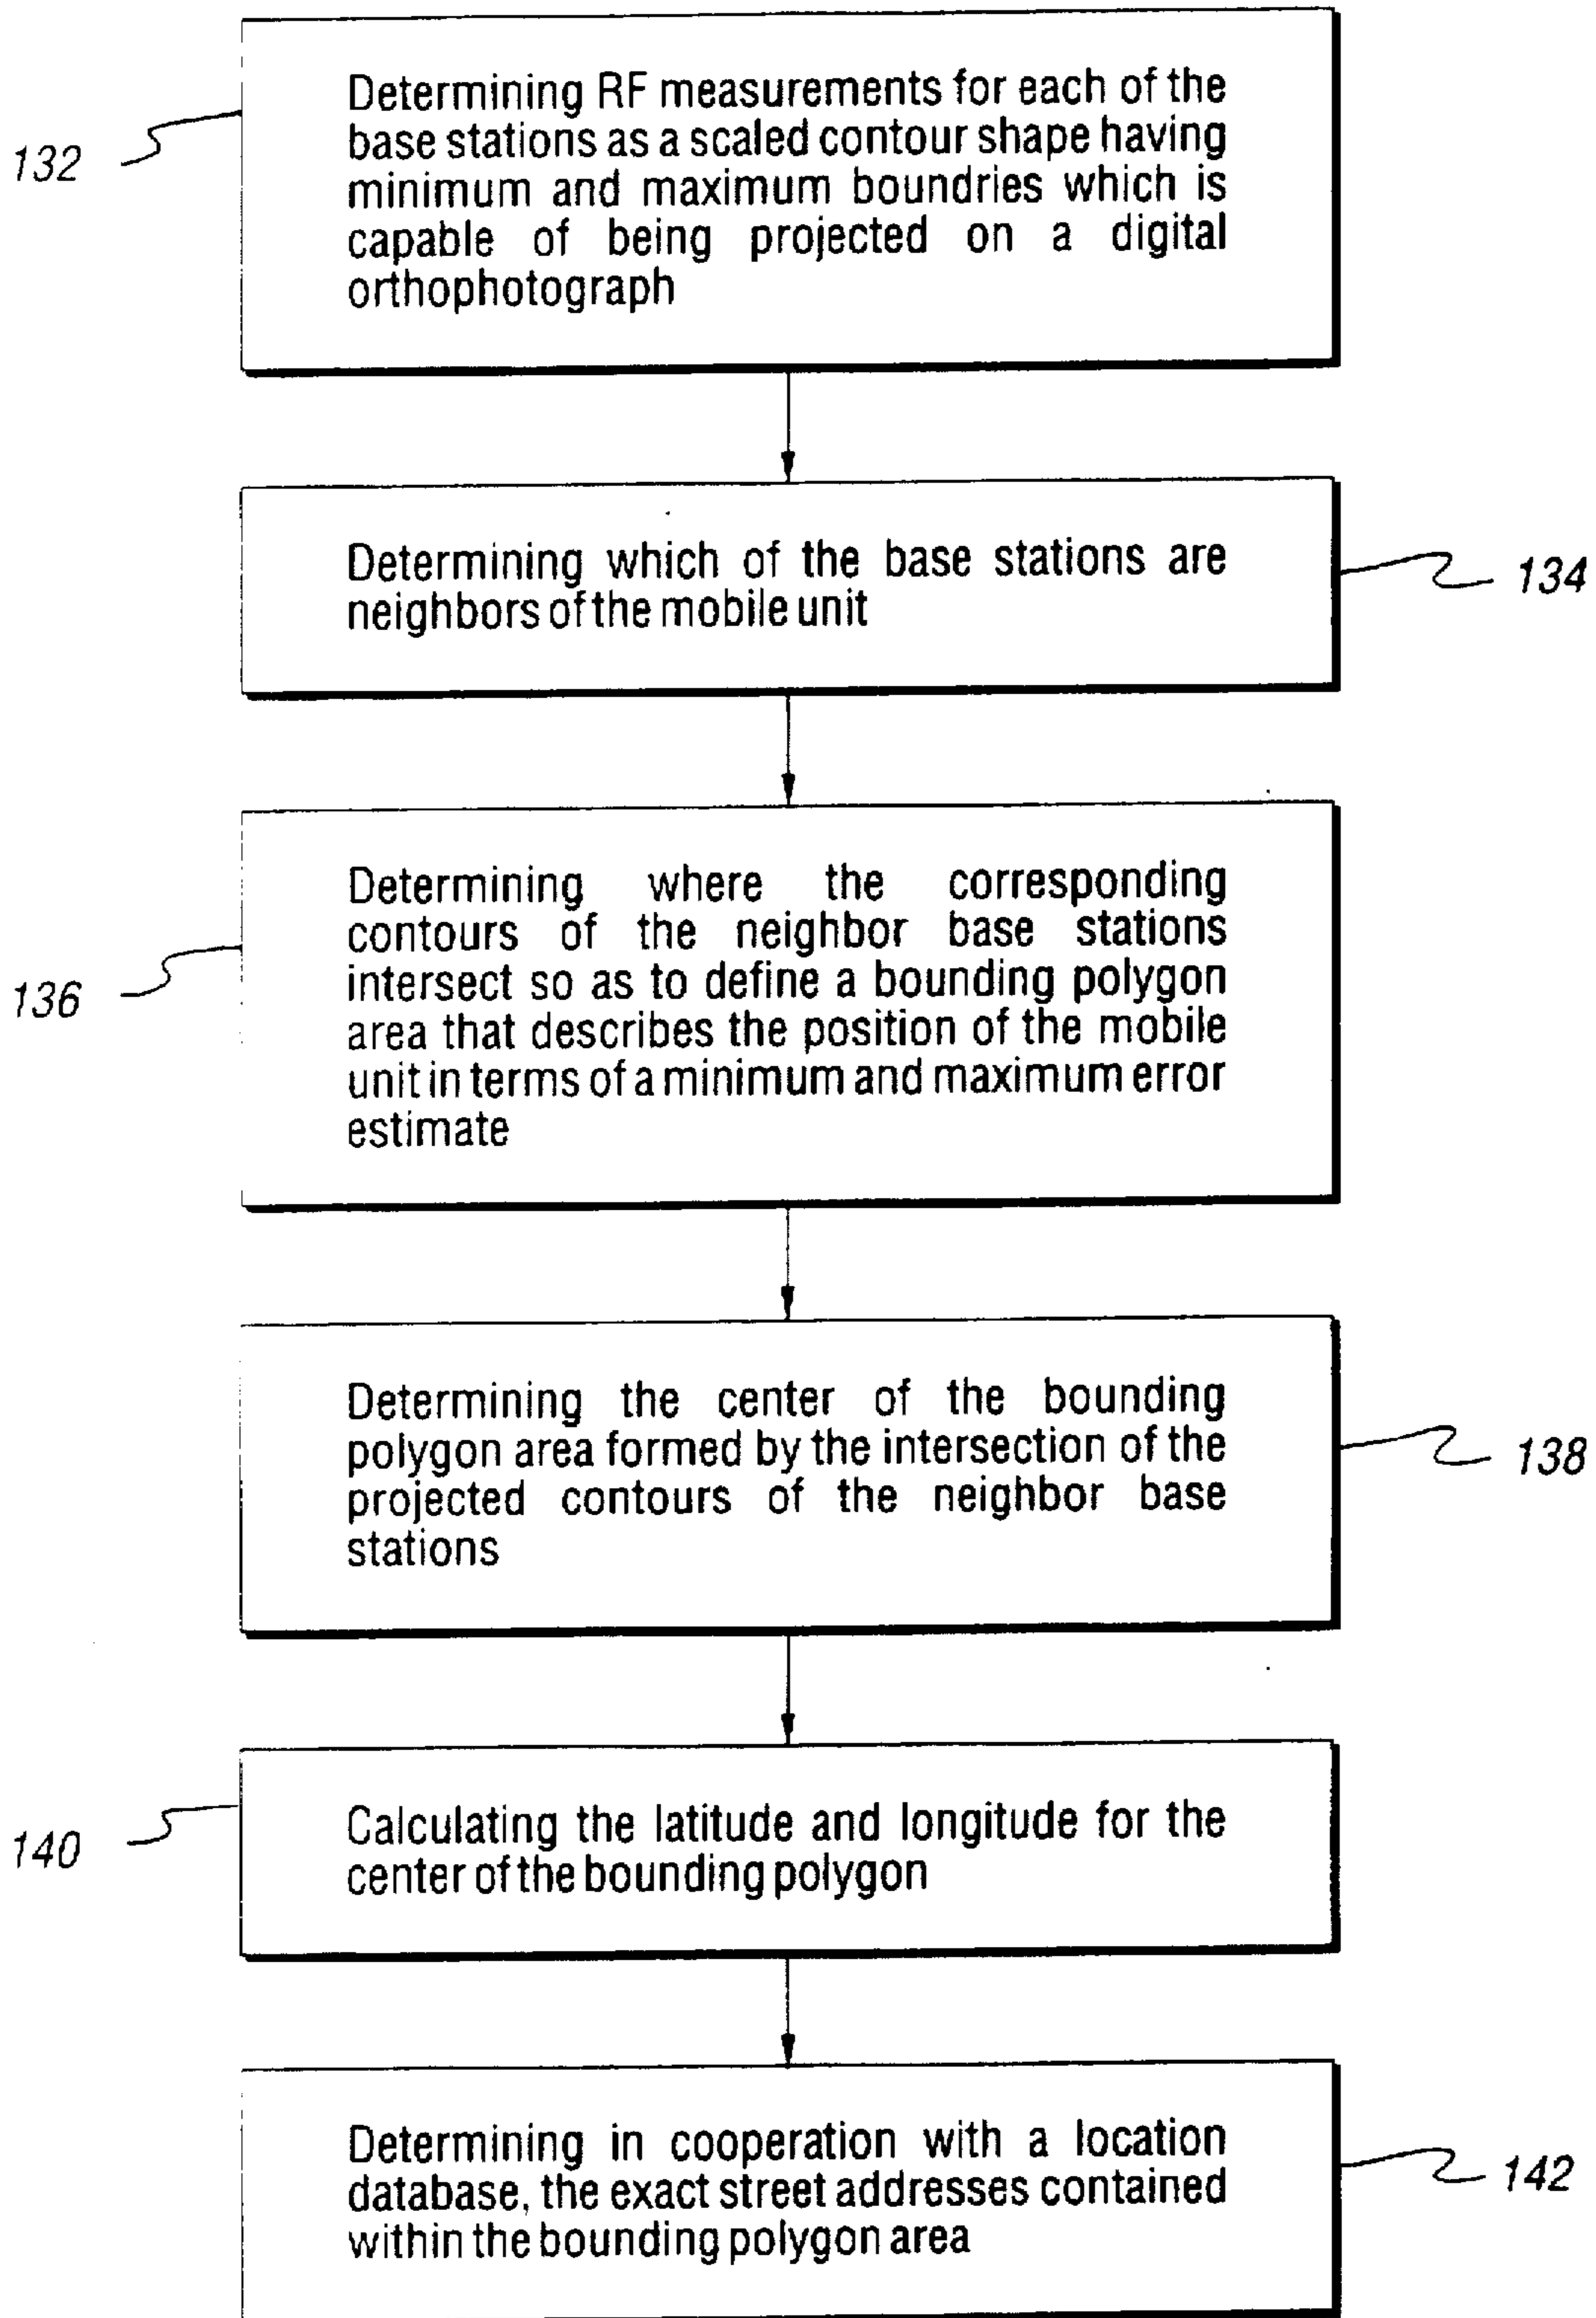 132
Determining RF measurements for each of the
base stations as a scaled contour shape having
minimum and maximum boundries which is
capable of being projected on a digital
orthophotograph
Determining which of the base stations are
neighbors of the mobile unit
134
136
Determining where the corresponding
contours of the neighbor base stations
intersect so as to define a bounding polygon
area that describes the position of the mobile
unit in terms of a minimum and maximum error
estimate
Determining the center of the bounding
polygon area formed by the intersection of the
projected contours of the neighbor base
stations
138
140
Calculating the latitude and longitude for the
center of the bounding polygon
Determining in cooperation with a location
database, the exact street addresses contained
within the bounding polygon area
142